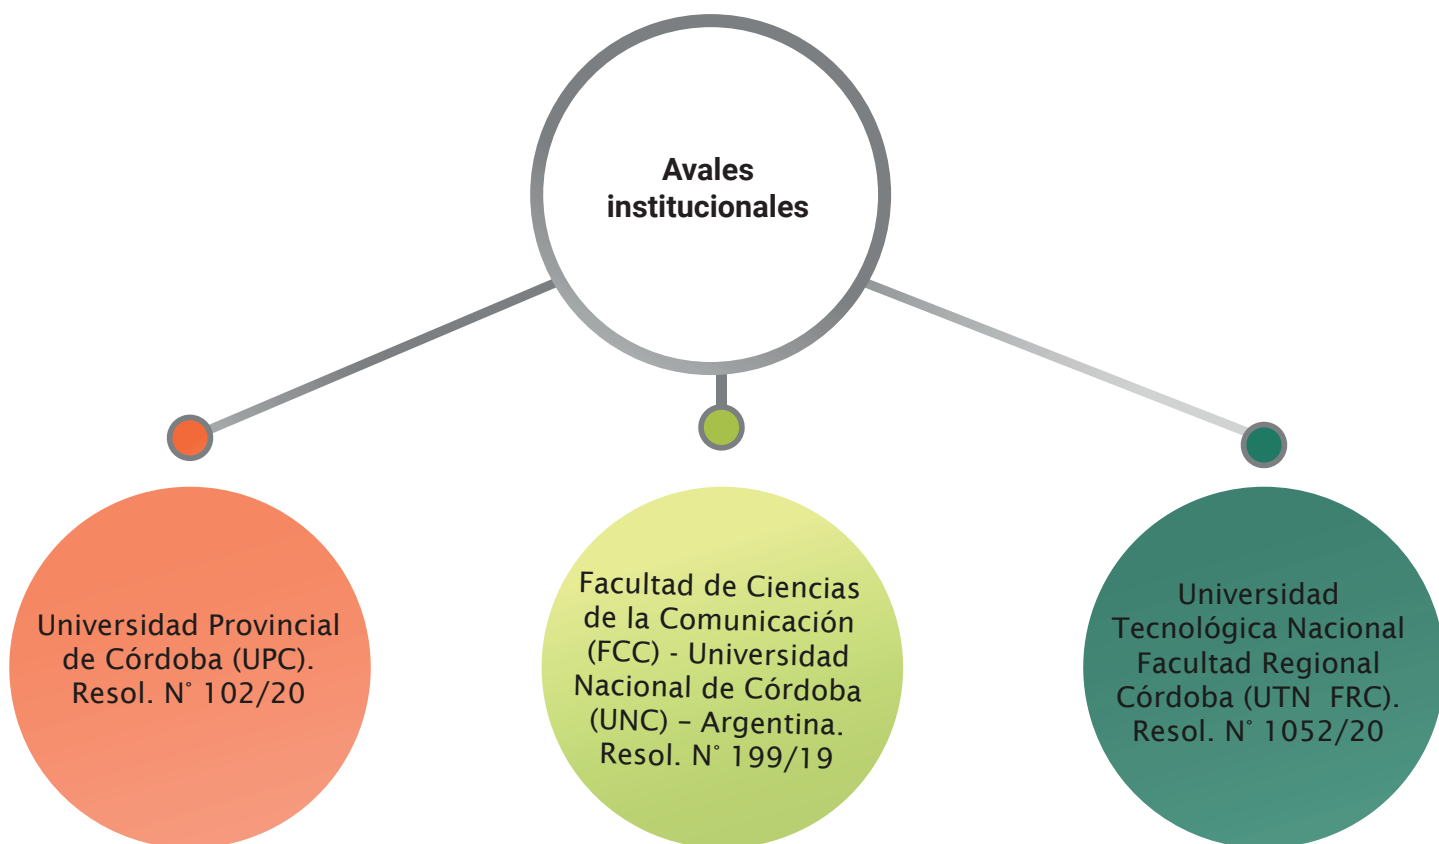 Avales
institucionales
Universidad Provincial
de Córdoba (UPC).
Resol. N° 102/20
Facultad de Ciencias
de la Comunicación
(FCC) - Universidad
Nacional de Córdoba
(UNC) – Argentina.
Resol. N° 199/19
Universidad
Tecnológica Nacional
Facultad Regional
Córdoba (UTN  FRC).
Resol. N° 1052/20